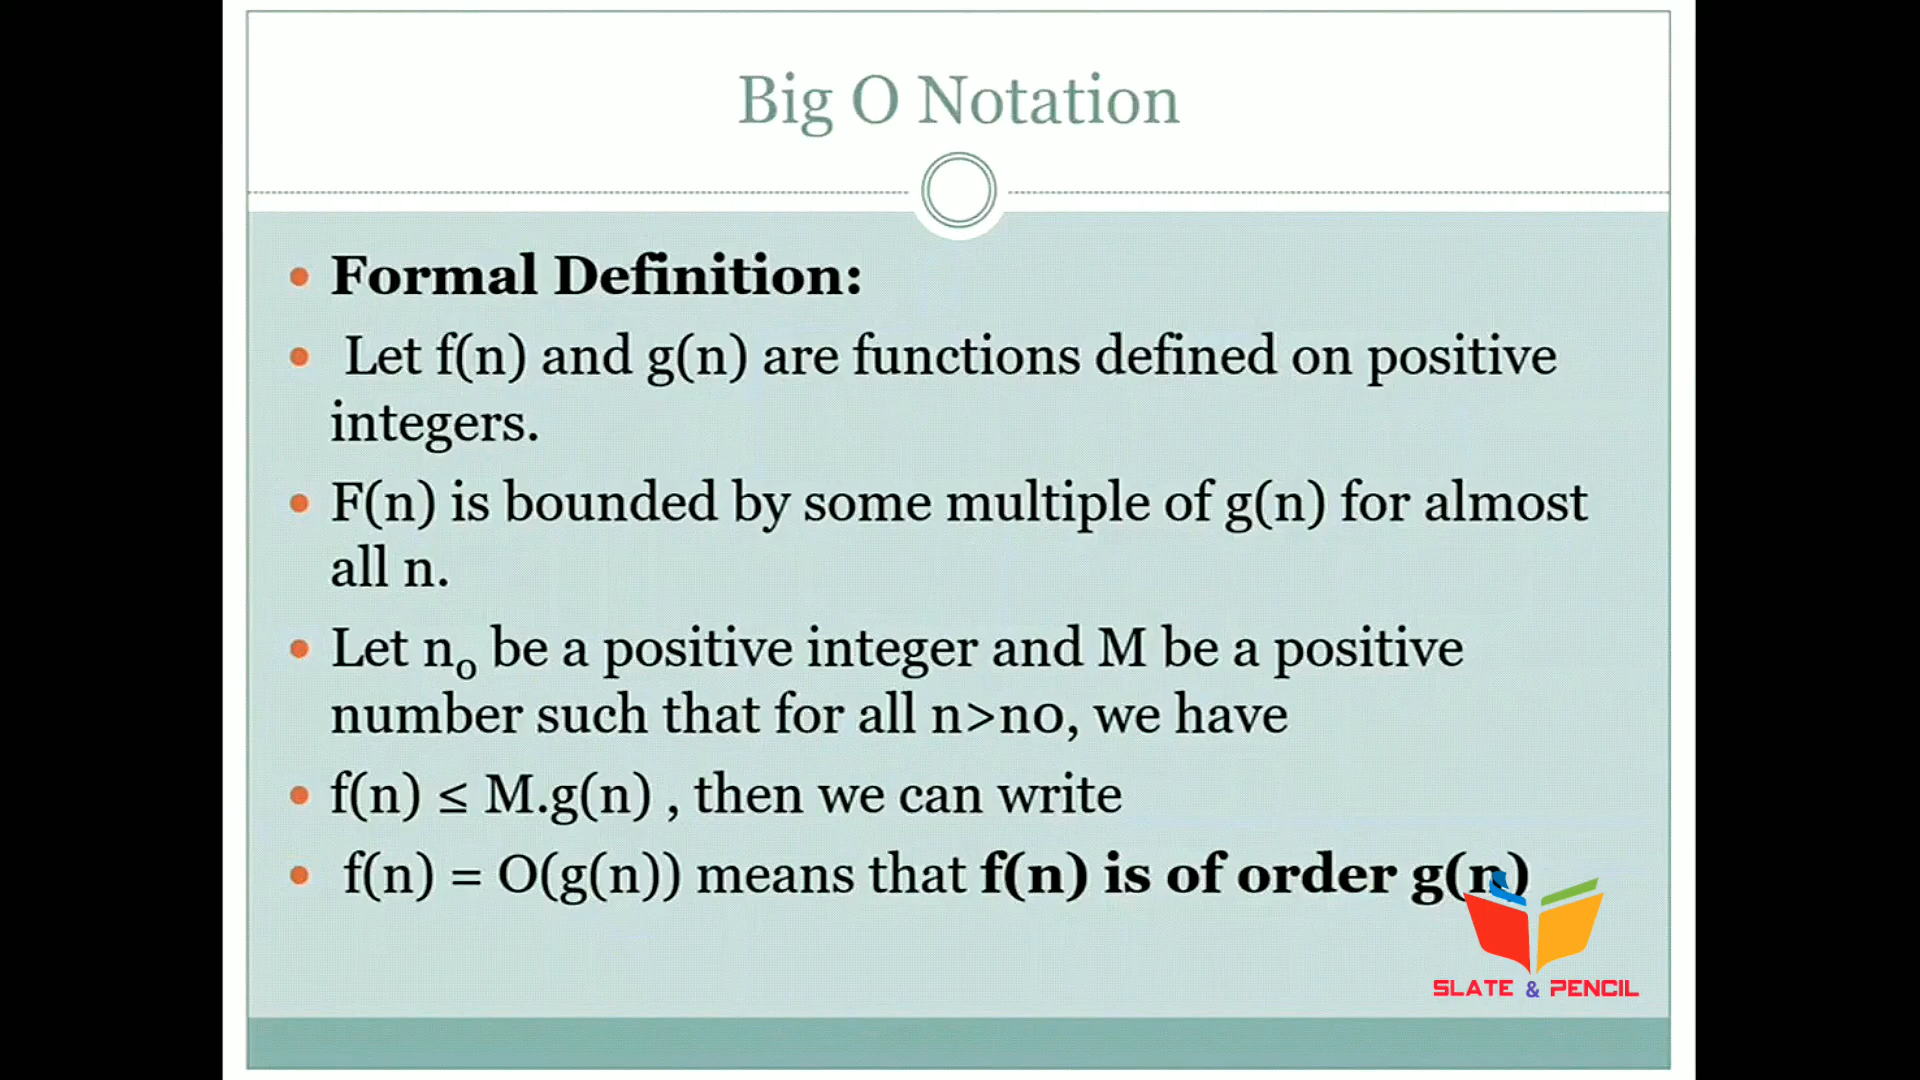 Big O Notation
Formal Definition:
Let f(n) and g(n) are functions defined on positive
integers.
F(n) is bounded by some multiple of g(n) for almost
all n.
Let n₀ be a positive integer and M be a positive
number such that for all n>n0, we have
f(n) ≤ M.g(n) , then we can write
f(n) = O(g(n)) means that f(n) is of order g(n)
SLATE & PENCIL